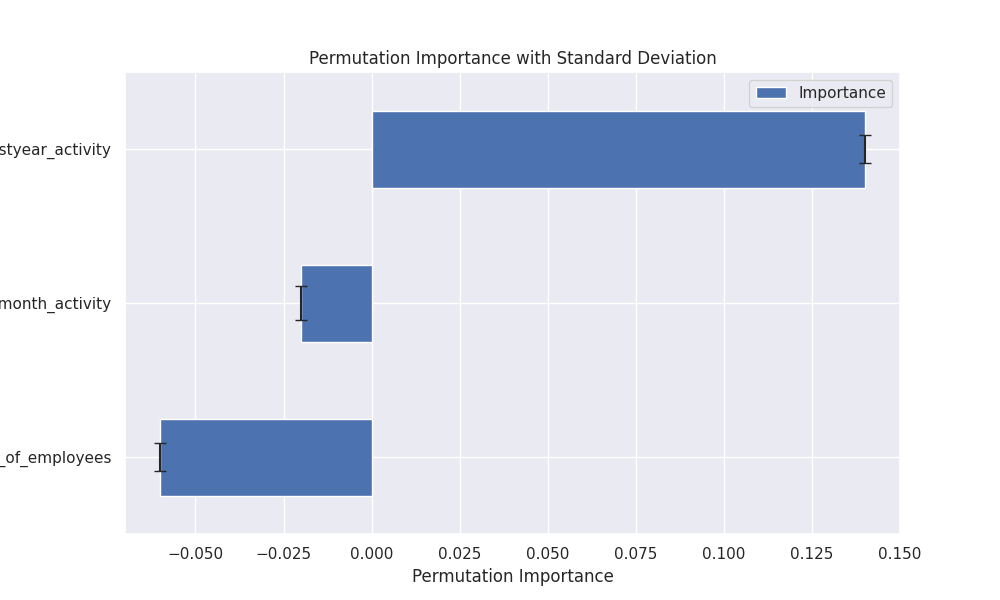 Permutation Importance with Standard Deviation
Importance
styear_activity
month_activity
_of_employees
−0.050 −0.025 0.000 0.025 0.050 0.075 0.100 0.125 0.150
Permutation Importance